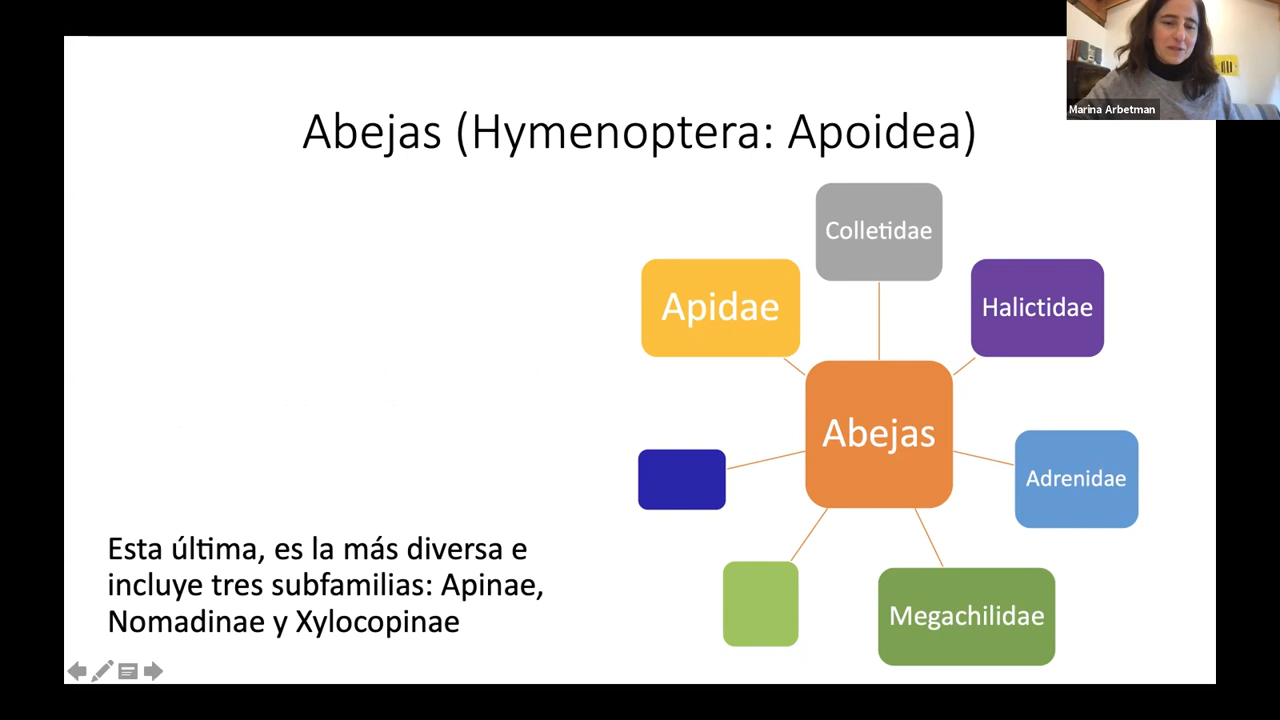 Marina Arbetman
Abejas (Hymenoptera: Apoidea)
Colletidae
Apidae
Halictidae
Abejas
Adrenidae
Megachilidae
Esta última, es la más diversa e
incluye tres subfamilias: Apinae,
Nomadinae y Xylocopinae